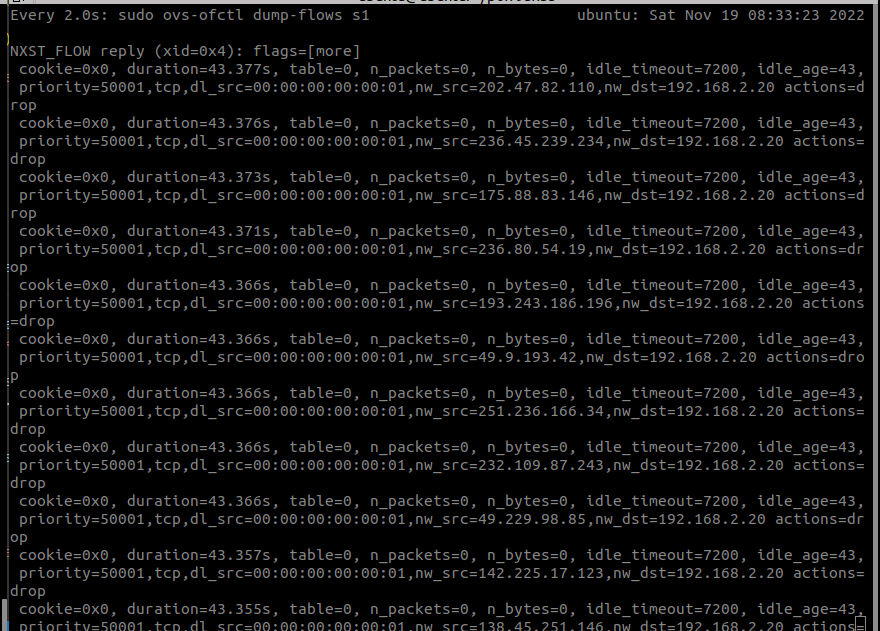 Every 2.0s: sudo ovs-ofctl dump-flows s1 ubuntu: Sat Nov 19 08:33:23 2022
NXST_FLOW reply (xid=0x4): flags=[more]
cookie=0x0, duration=43.377s, table=0, n_packets=0, n_bytes=0, idle_timeout=7200, idle_age=43,
priority=50001,tcp,dl_src=00:00:00:00:00:01,nw_src=202.47.82.110,nw_dst=192.168.2.20 actions=d
rop
cookie=0x0, duration=43.376s, table=0, n_packets=0, n_bytes=0, idle_timeout=7200, idle_age=43,
priority=50001,tcp,dl_src=00:00:00:00:00:01,nw_src=236.45.239.234,nw_dst=192.168.2.20 actions=
drop
cookie=0x0, duration=43.373s, table=0, n_packets=0, n_bytes=0, idle_timeout=7200, idle_age=43,
priority=50001,tcp,dl_src=00:00:00:00:00:01,nw_src=175.88.83.146,nw_dst=192.168.2.20 actions=d
rop
cookie=0x0, duration=43.371s, table=0, n_packets=0, n_bytes=0, idle_timeout=7200, idle_age=43,
priority=50001,tcp,dl_src=00:00:00:00:00:01,nw_src=236.80.54.19,nw_dst=192.168.2.20 actions=dr
op
cookie=0x0, duration=43.366s, table=0, n_packets=0, n_bytes=0, idle_timeout=7200, idle_age=43,
priority=50001,tcp,dl_src=00:00:00:00:00:01,nw_src=193.243.186.196,nw_dst=192.168.2.20 actions
=drop
cookie=0x0, duration=43.366s, table=0, n_packets=0, n_bytes=0, idle_timeout=7200, idle_age=43,
priority=50001,tcp,dl_src=00:00:00:00:00:01,nw_src=49.9.193.42,nw_dst=192.168.2.20 actions=dro
p
cookie=0x0, duration=43.366s, table=0, n_packets=0, n_bytes=0, idle_timeout=7200, idle_age=43,
priority=50001,tcp,dl_src=00:00:00:00:00:01,nw_src=251.236.166.34,nw_dst=192.168.2.20 actions=
drop
cookie=0x0, duration=43.366s, table=0, n_packets=0, n_bytes=0, idle_timeout=7200, idle_age=43,
priority=50001,tcp,dl_src=00:00:00:00:00:01,nw_src=232.109.87.243,nw_dst=192.168.2.20 actions=
drop
cookie=0x0, duration=43.366s, table=0, n_packets=0, n_bytes=0, idle_timeout=7200, idle_age=43,
priority=50001,tcp,dl_src=00:00:00:00:00:01,nw_src=49.229.98.85,nw_dst=192.168.2.20 actions=dr
op
cookie=0x0, duration=43.357s, table=0, n_packets=0, n_bytes=0, idle_timeout=7200, idle_age=43,
priority=50001,tcp,dl_src=00:00:00:00:00:01,nw_src=142.225.17.123,nw_dst=192.168.2.20 actions=
drop
cookie=0x0, duration=43.355s, table=0, n_packets=0, n_bytes=0, idle_timeout=7200, idle_age=43,
priority=50001,tcp,dl_src=00:00:00:00:00:01,nw_src=138.45.251.146,nw_dst=192.168.2.20 actions=